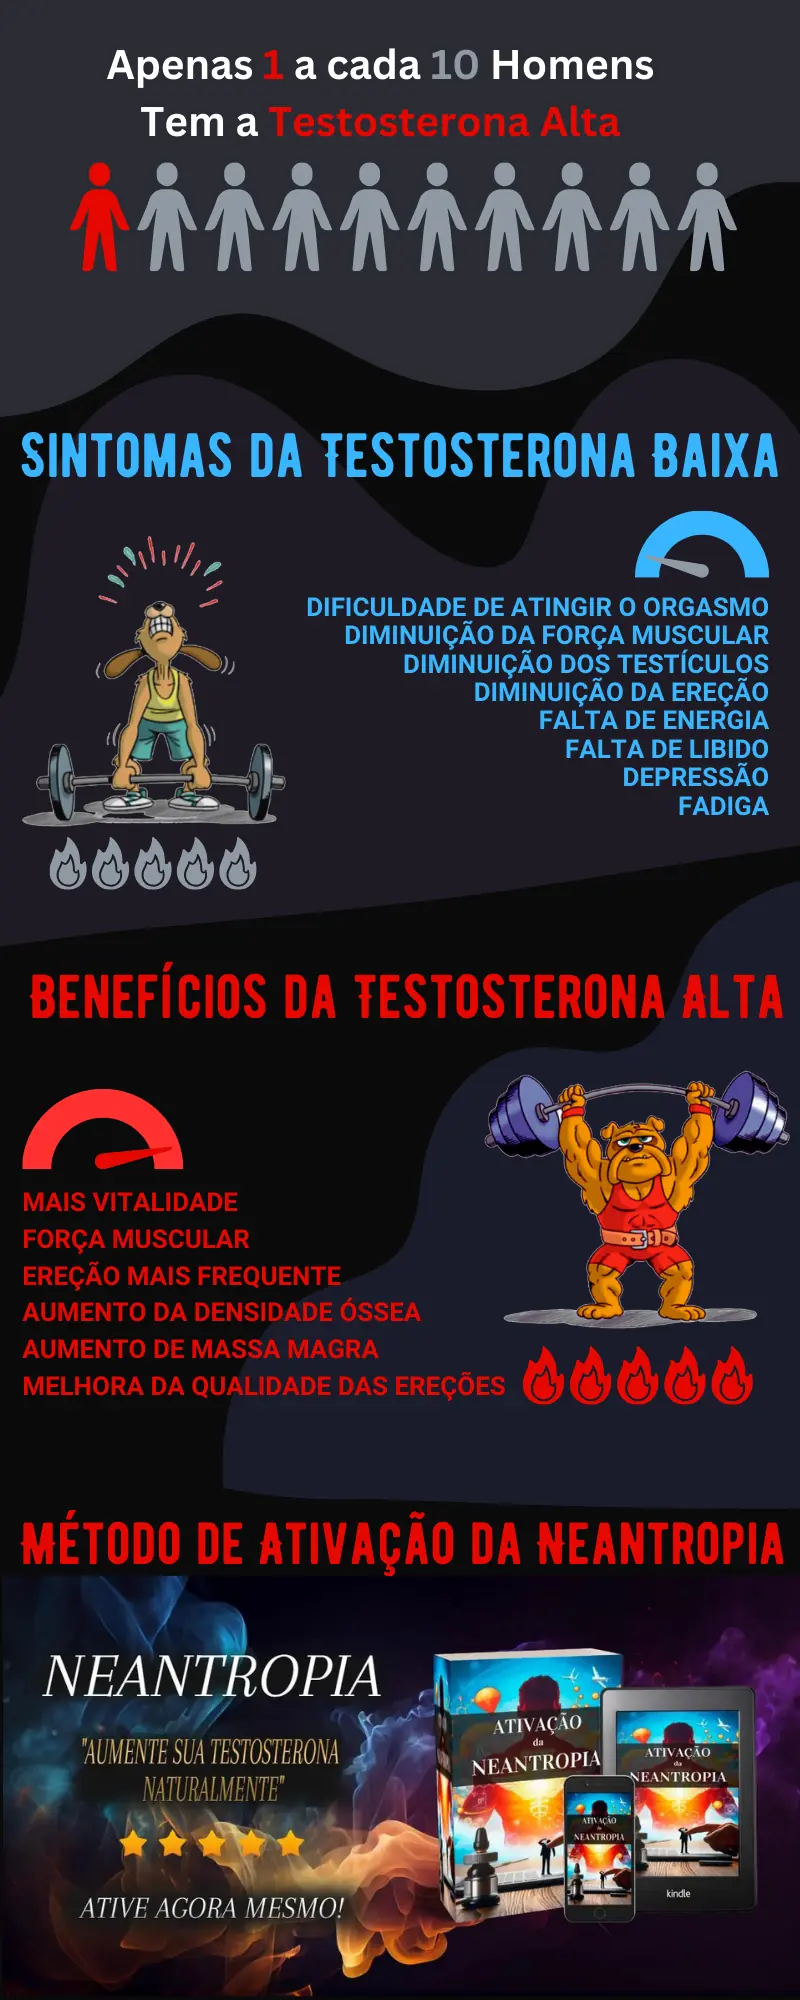 Apenas 1 a cada 10 Homens
Tem a Testosterona Alta
SINTOMAS DA TESTOSTERONA BAIXA
DIFICULDADE DE ATINGIR O ORGASMO
DIMINUIÇÃO DA FORÇA MUSCULAR
DIMINUIÇÃO DOS TESTÍCULOS
DIMINUIÇÃO DA EREÇÃO
FALTA DE ENERGIA
FALTA DE LIBIDO
DEPRESSÃO
FADIGA
BENEFÍCIOS DA TESTOSTERONA ALTA
MAIS VITALIDADE
FORÇA MUSCULAR
EREÇÃO MAIS FREQUENTE
AUMENTO DA DENSIDADE ÓSSEA
AUMENTO DE MASSA MAGRA
MELHORA DA QUALIDADE DAS EREÇÕES
MÉTODO DE ATIVAÇÃO DA NEANTROPIA
NEANTROPIA
"AUMENTE SUA TESTOSTERONA
NATURALMENTE"
ATIVE AGORA MESMO!
ATIVAÇÃO
da
NEANTROPIA
ATIVAÇÃO
da
NEANTROPIA
ATIVAÇÃO
da
NEANTROPIA
kindle